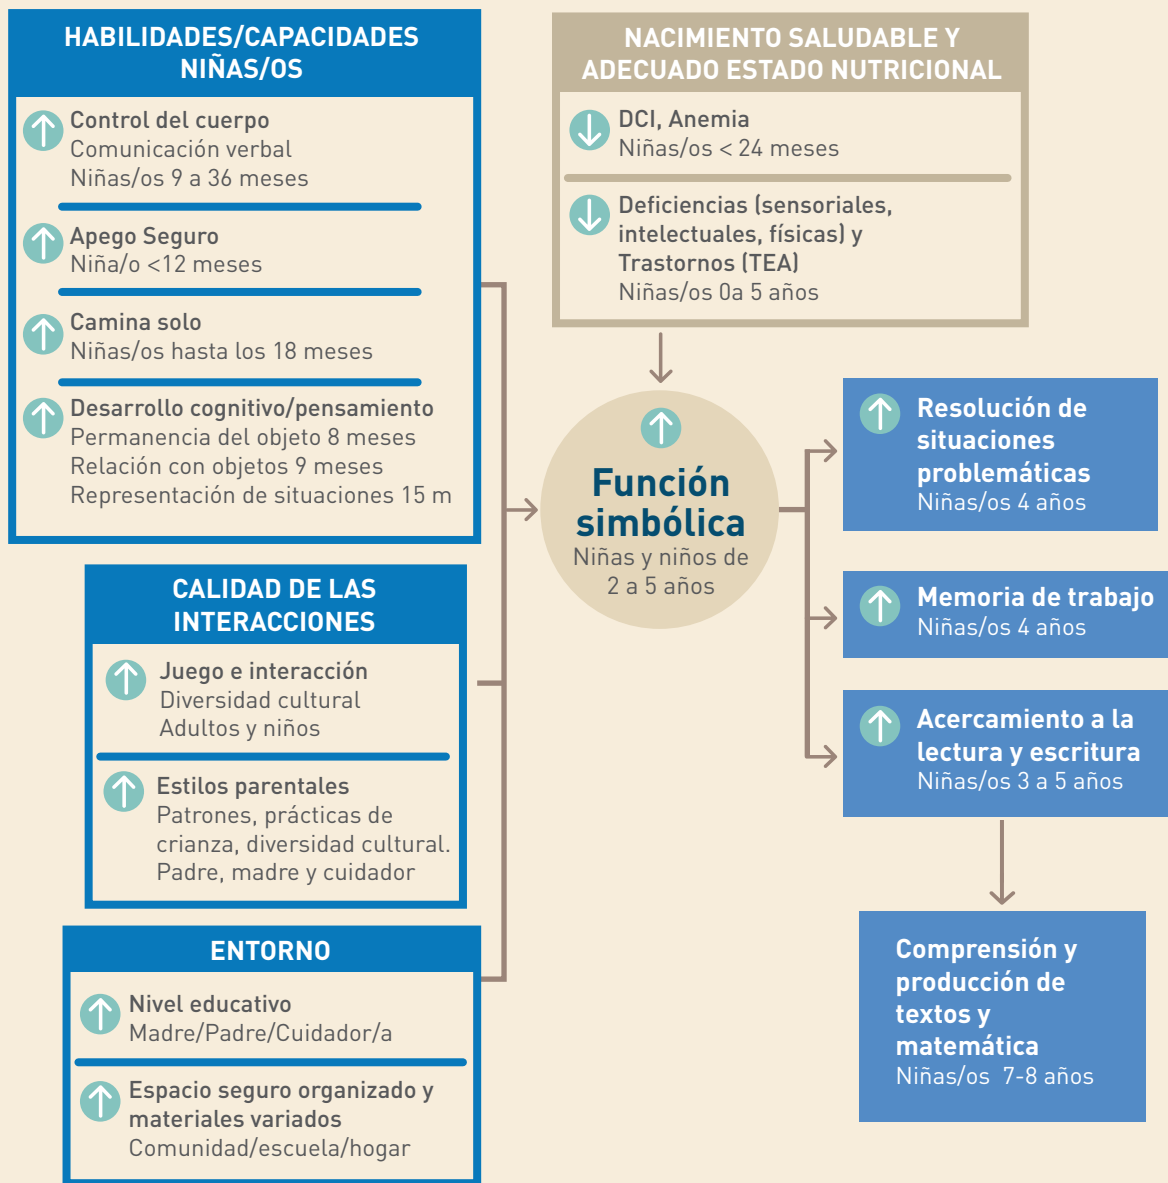 HABILIDADES/CAPACIDADES
NIÑAS/OS
Control del cuerpo
Comunicación verbal
Niñas/os 9 a 36 meses
Apego Seguro
Niña/o <12 meses
Camina solo
Niñas/os hasta los 18 meses
Desarrollo cognitivo/pensamiento
Permanencia del objeto 8 meses
Relación con objetos 9 meses
Representación de situaciones 15 m
CALIDAD DE LAS
INTERACCIONES
Juego e interacción
Diversidad cultural
Adultos y niños
Estilos parentales
Patrones, prácticas de
crianza, diversidad cultural.
Padre, madre y cuidador
ENTORNO
Nivel educativo
Madre/Padre/Cuidador/a
Espacio seguro organizado y
materiales variados
Comunidad/escuela/hogar
NACIMIENTO SALUDABLE Y
ADECUADO ESTADO NUTRICIONAL
DCI, Anemia
Niñas/os < 24 meses
Deficiencias (sensoriales,
intelectuales, físicas) y
Trastornos (TEA)
Niñas/os 0a 5 años
Función
simbólica
Niñas y niños de
2 a 5 años
Resolución de
situaciones
problemáticas
Niñas/os 4 años
Memoria de trabajo
Niñas/os 4 años
Acercamiento a la
lectura y escritura
Niñas/os 3 a 5 años
Comprensión y
producción de
textos y
matemática
Niñas/os 7-8 años